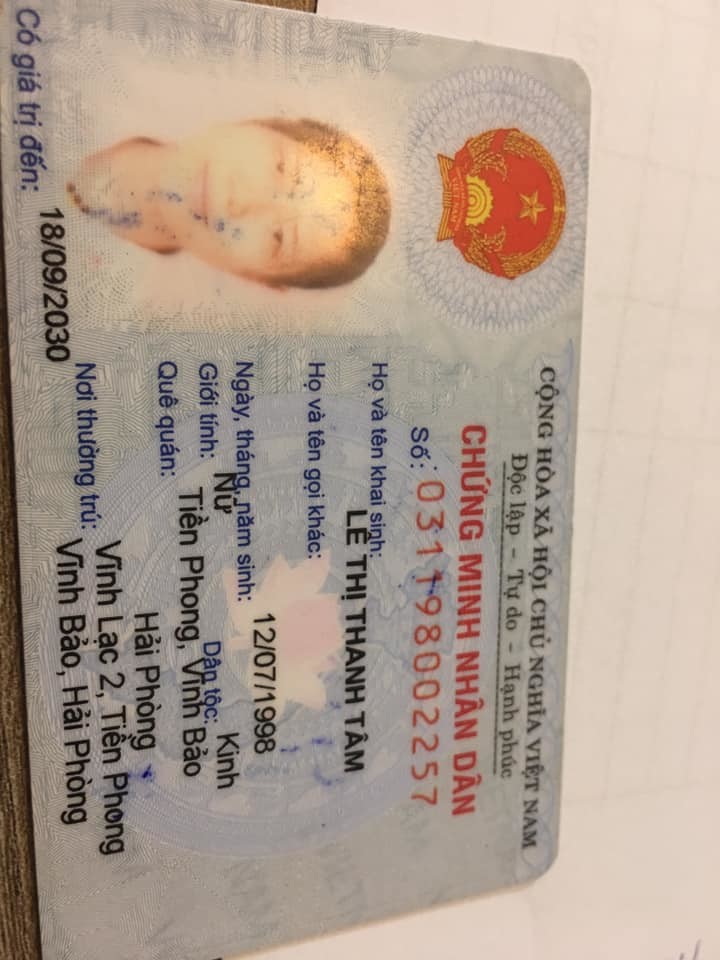 CỘNG HÒA XÃ HỘI CHỦ NGHĨA VIỆT NAM
Độc lập - Tự do - Hạnh phúc
CHỨNG MINH NHÂN DÂN
Số: 031198002257
Họ và tên khai sinh:
LÊ THỊ THANH TÂM
Họ và tên gọi khác:
Ngày, tháng, năm sinh: 12/07/1998
Giới tính: Nữ Dân tộc: Kinh
Quê quán: Tiền Phong, Vĩnh Bảo
Hải Phòng
Nơi thường trú: Vĩnh Lạc 2, Tiền Phong
Vĩnh Bảo, Hải Phòng
Có giá trị đến: 18/09/2030